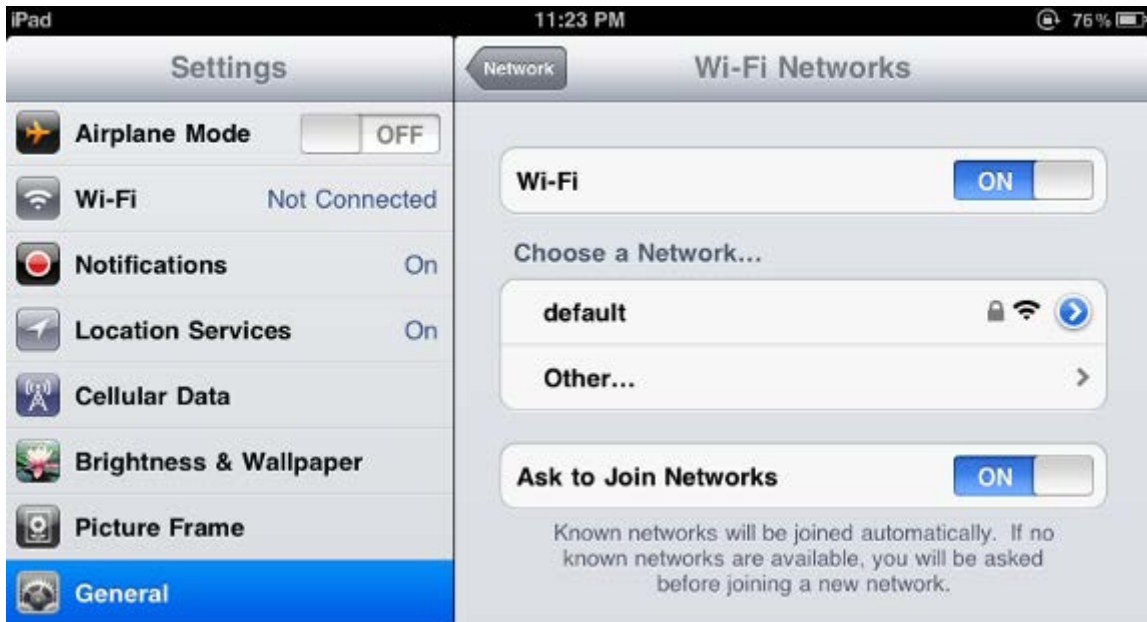 iPad 11:23 PM 76%
Settings
Airplane Mode OFF
Wi-Fi Not Connected
Notifications On
Location Services On
Cellular Data
Brightness & Wallpaper
Picture Frame
General
Network Wi-Fi Networks
Wi-Fi ON
Choose a Network...
default
Other...
Ask to Join Networks ON
Known networks will be joined automatically. If no
known networks are available, you will be asked
before joining a new network.